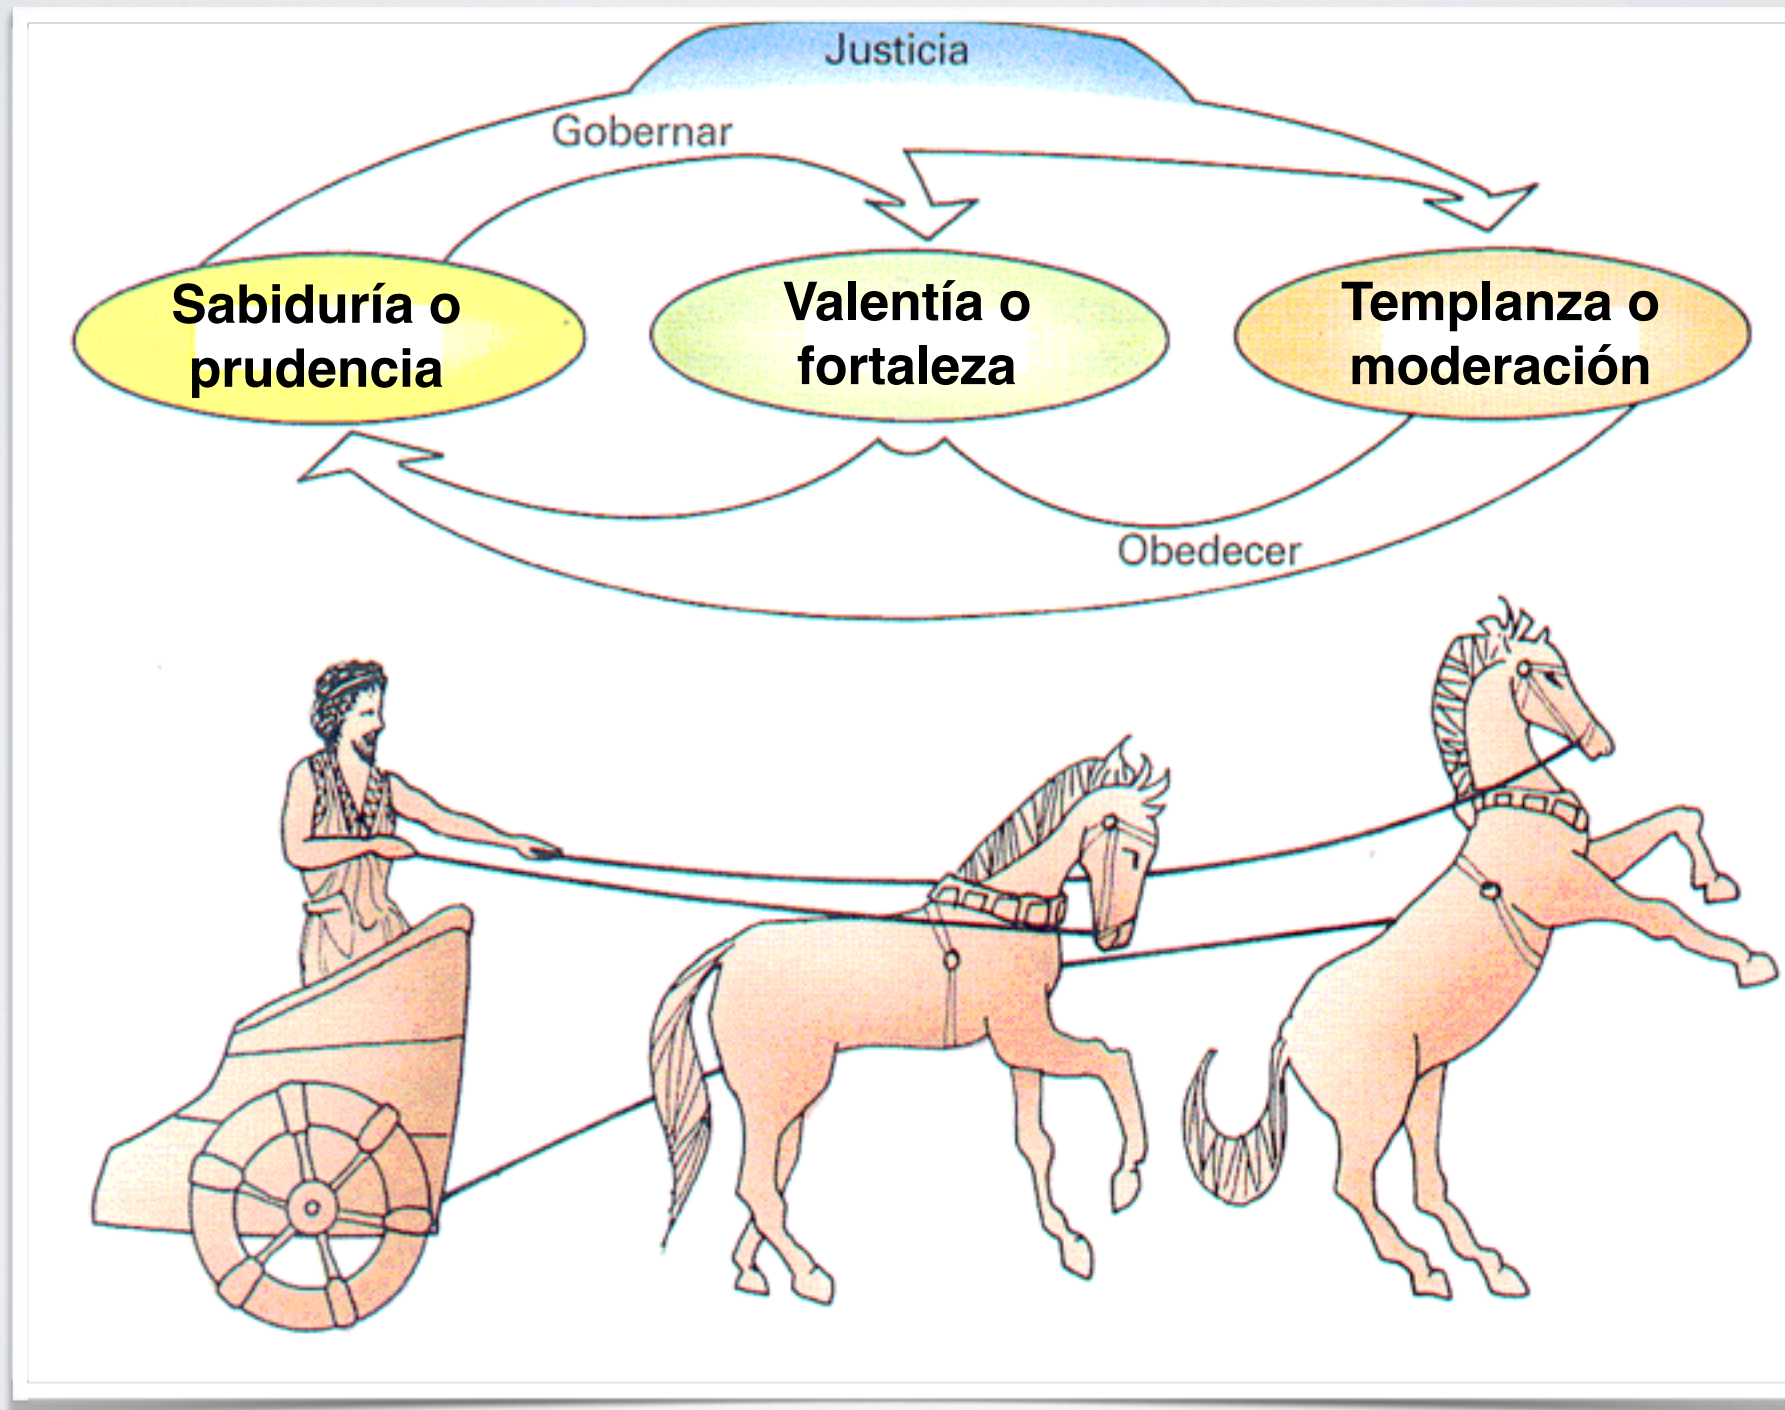 Justicia
Gobernar
Sabiduría o
prudencia
Valentía o
fortaleza
Templanza o
moderación
Obedecer